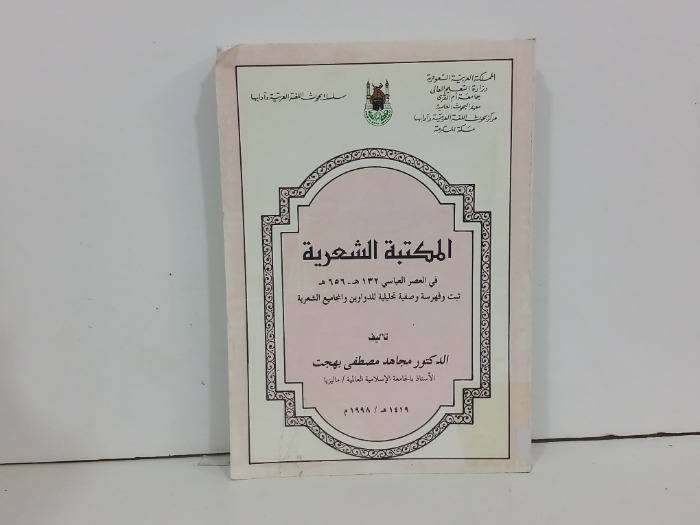 المملكة العربية السعودية
وزارة التعليم العالي
جامعة أم القرى
معهد البحوث العلمية
مركز بحوث اللغة العربية وآدابها
مكة المكرمة
سلسلة بحوث اللغة العربية وآدابها
المكتبة الشعرية
في العصر العباسي ١٣٢ هـ - ٦٥٦ هـ
ثبت وفهرسة وصفية تحليلية للدواوين والمجاميع الشعرية
تأليف
الدكتور مجاهد مصطفى بهجت
الأستاذ بالجامعة الإسلامية العالمية / ماليزيا
١٤١٩ هـ / ١٩٩٨ م